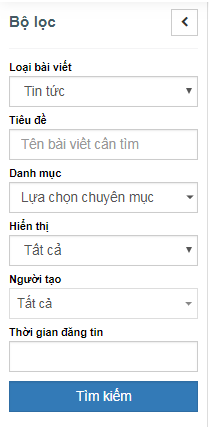 Bộ lọc
Loại bài viết
Tin tức
Tiêu đề
Tên bài viết cần tìm
Danh mục
Lựa chọn chuyên mục
Hiển thị
Tất cả
Người tạo
Tất cả
Thời gian đăng tin
Tìm kiếm